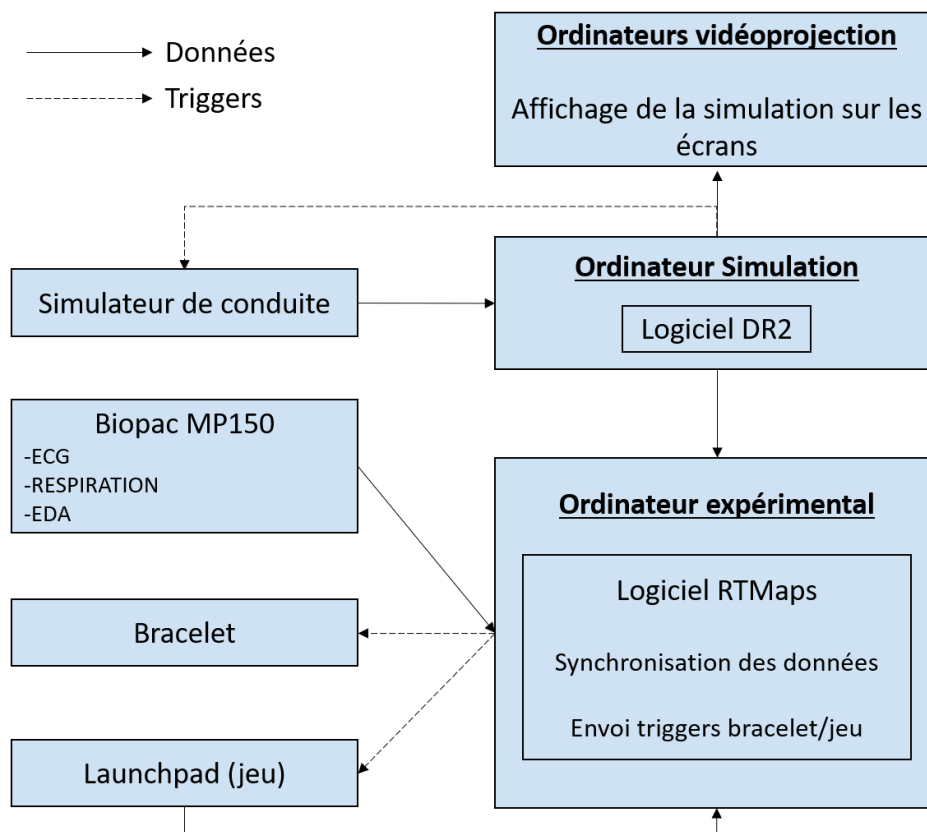 Données
Triggers
Ordinateurs vidéoprojection
Affichage de la simulation sur les
écrans
Simulateur de conduite
Ordinateur Simulation
Logiciel DR2
Biopac MP150
-ECG
-RESPIRATION
-EDA
Bracelet
Launchpad (jeu)
Ordinateur expérimental
Logiciel RTMaps
Synchronisation des données
Envoi triggers bracelet/jeu